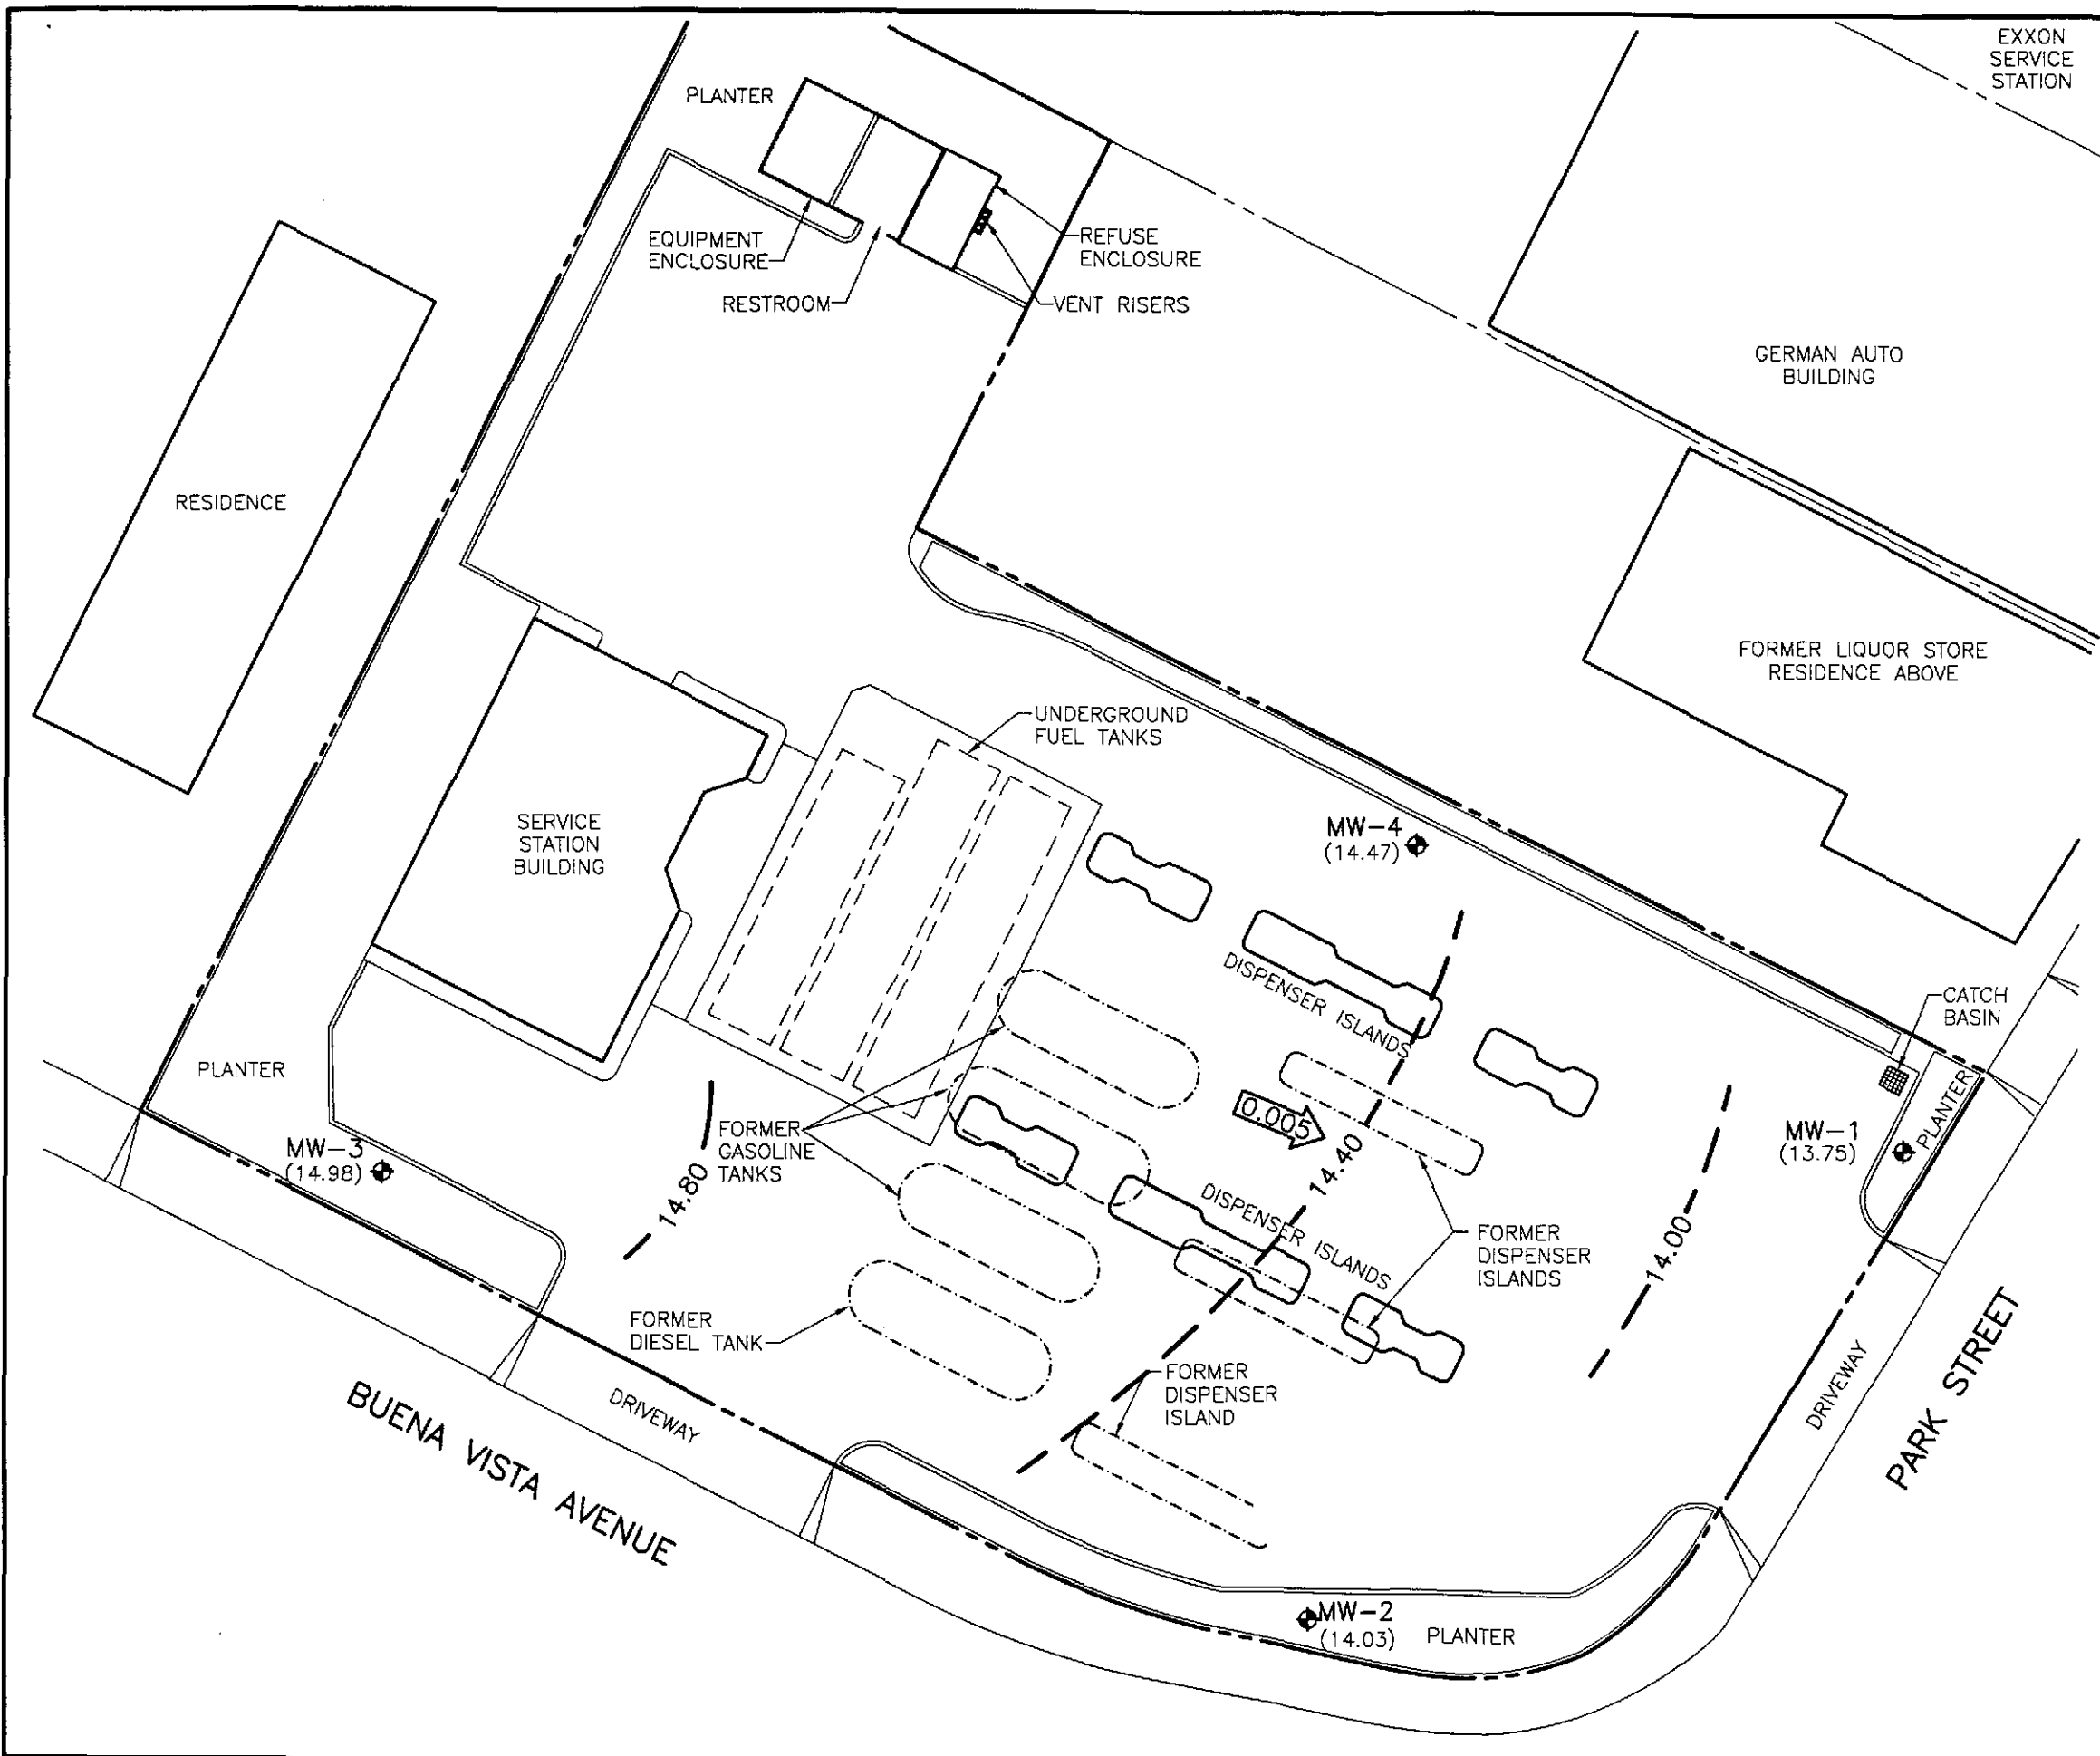 EXXON
SERVICE
STATION
PLANTER
EQUIPMENT
ENCLOSURE
REFUSE
ENCLOSURE
RESTROOM
VENT RISERS
GERMAN AUTO
BUILDING
RESIDENCE
FORMER LIQUOR STORE
RESIDENCE ABOVE
UNDERGROUND
FUEL TANKS
SERVICE
STATION
BUILDING
MW-4
(14.47)
DISPENSER ISLANDS
CATCH
BASIN
PLANTER
PLANTER
MW-1
(13.75)
0.005
FORMER
GASOLINE
TANKS
MW-3
(14.98)
14.80
14.40
14.00
DISPENSER ISLANDS
FORMER
DISPENSER
ISLANDS
FORMER
DIESEL TANK
FORMER
DISPENSER
ISLAND
DRIVEWAY
DRIVEWAY
PARK STREET
BUENA VISTA AVENUE
MW-2
(14.03)
PLANTER